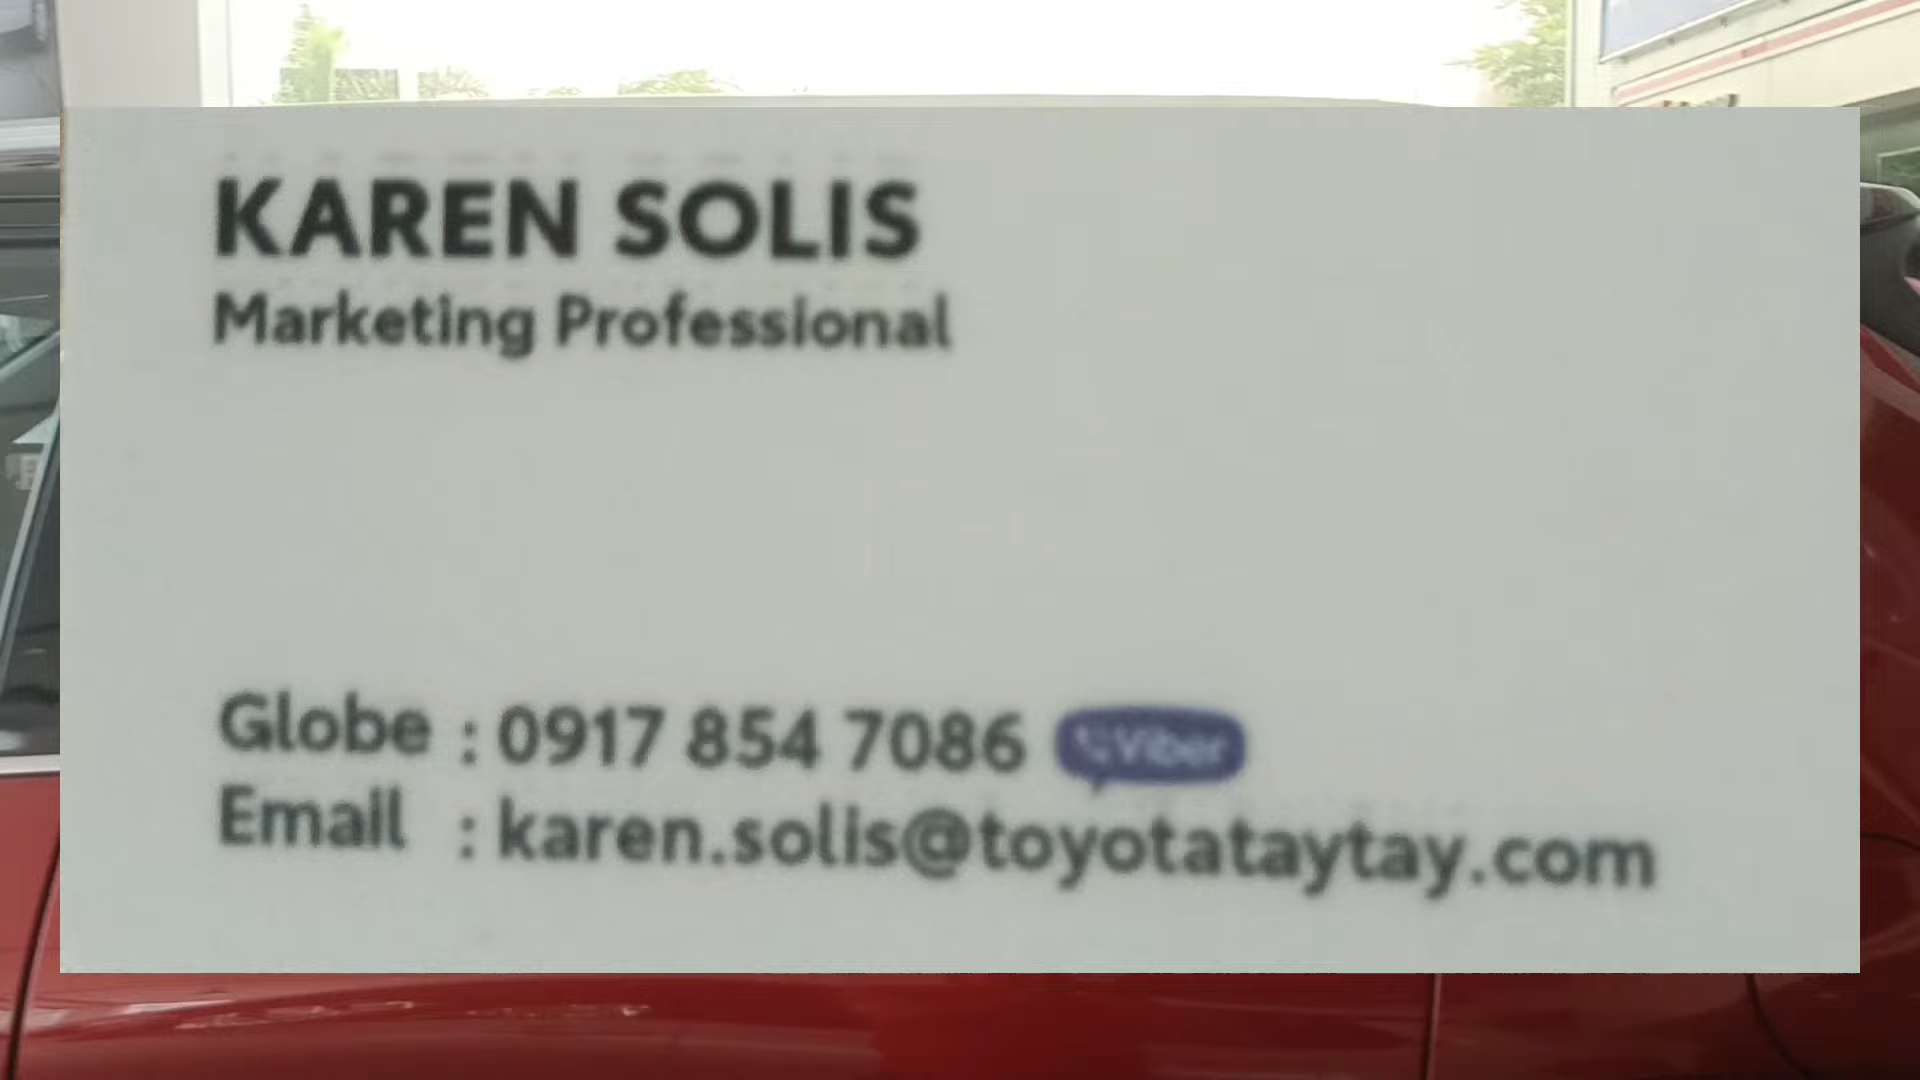 KAREN SOLIS
Marketing Professional
Globe : 0917 854 7086 Viber
Email : karen.solis@toyotataytay.com